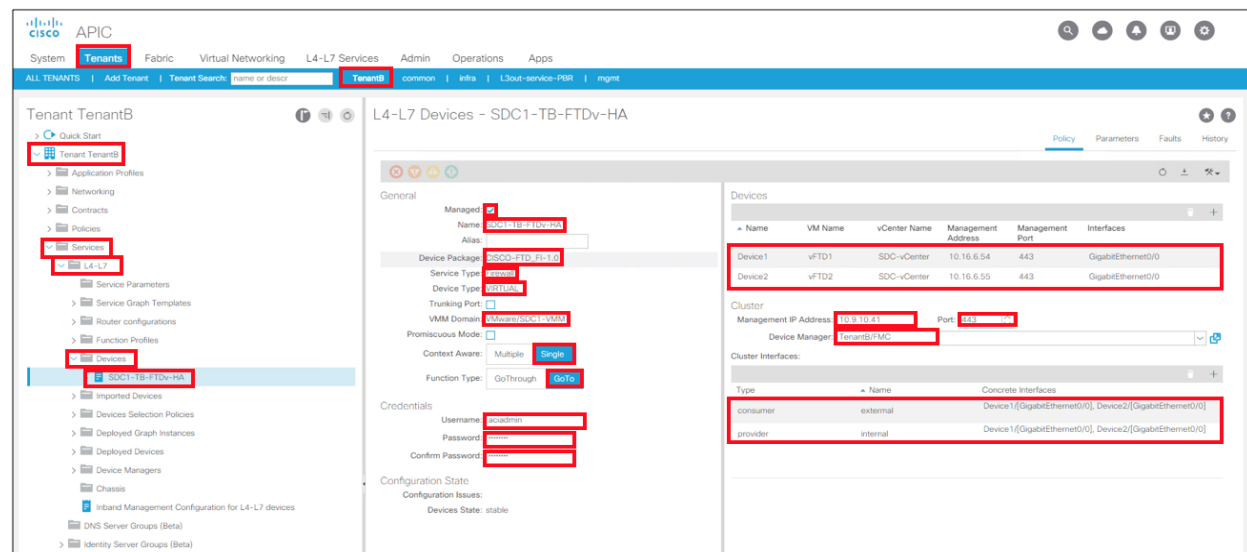 cisco APIC
System Tenants Fabric Virtual Networking L4-L7 Services Admin Operations Apps
ALL TENANTS | Add Tenant | Tenant Search: name or descr TenantB common | infra | L3out-service-PBR | mgmt
Tenant TenantB
Quick Start
Tenant TenantB
Application Profiles
Networking
Contracts
Policies
Services
L4-L7
Service Parameters
Service Graph Templates
Router configurations
Function Profiles
Devices
SDC1-TB-FTDv-HA
Imported Devices
Devices Selection Policies
Deployed Graph Instances
Deployed Devices
Device Managers
Chassis
Inband Management Configuration for L4-L7 devices
DNS Server Groups (Beta)
Identity Server Groups (Beta)
L4-L7 Devices - SDC1-TB-FTDv-HA
Policy Parameters Faults History
General
Managed:
Name: SDC1-TB-FTDv-HA
Alias:
Device Package: CISCO-FTD_FI-1.0
Service Type: Firewall
Device Type: VIRTUAL
Trunking Port:
VMM Domain: VMware/SDC1-VMM
Promiscuous Mode:
Context Aware: Multiple Single
Function Type: GoThrough GoTo
Credentials
Username: aciadmin
Password: ········
Confirm Password: ········
Configuration State
Configuration Issues:
Devices State: stable
Devices
Name VM Name vCenter Name Management Address Management Port Interfaces
Device1 vFTD1 SDC-vCenter 10.16.6.54 443 GigabitEthernet0/0
Device2 vFTD2 SDC-vCenter 10.16.6.55 443 GigabitEthernet0/0
Cluster
Management IP Address: 10.9.10.41 Port: 443
Device Manager: TenantB/FMC
Cluster Interfaces:
Type Name Concrete Interfaces
consumer external Device1/[GigabitEthernet0/0], Device2/[GigabitEthernet0/0]
provider internal Device1/[GigabitEthernet0/0], Device2/[GigabitEthernet0/0]